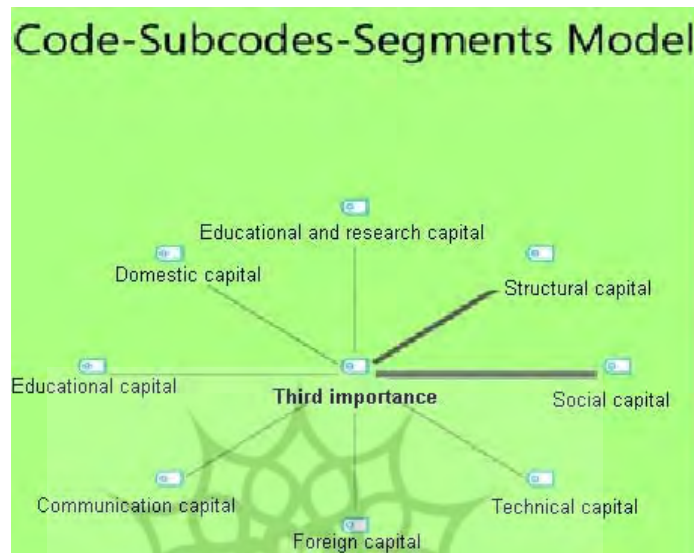 Code-Subcodes-Segments Model
Educational and research capital
Domestic capital
Structural capital
Educational capital
Third importance
Social capital
Communication capital
Technical capital
Foreign capital